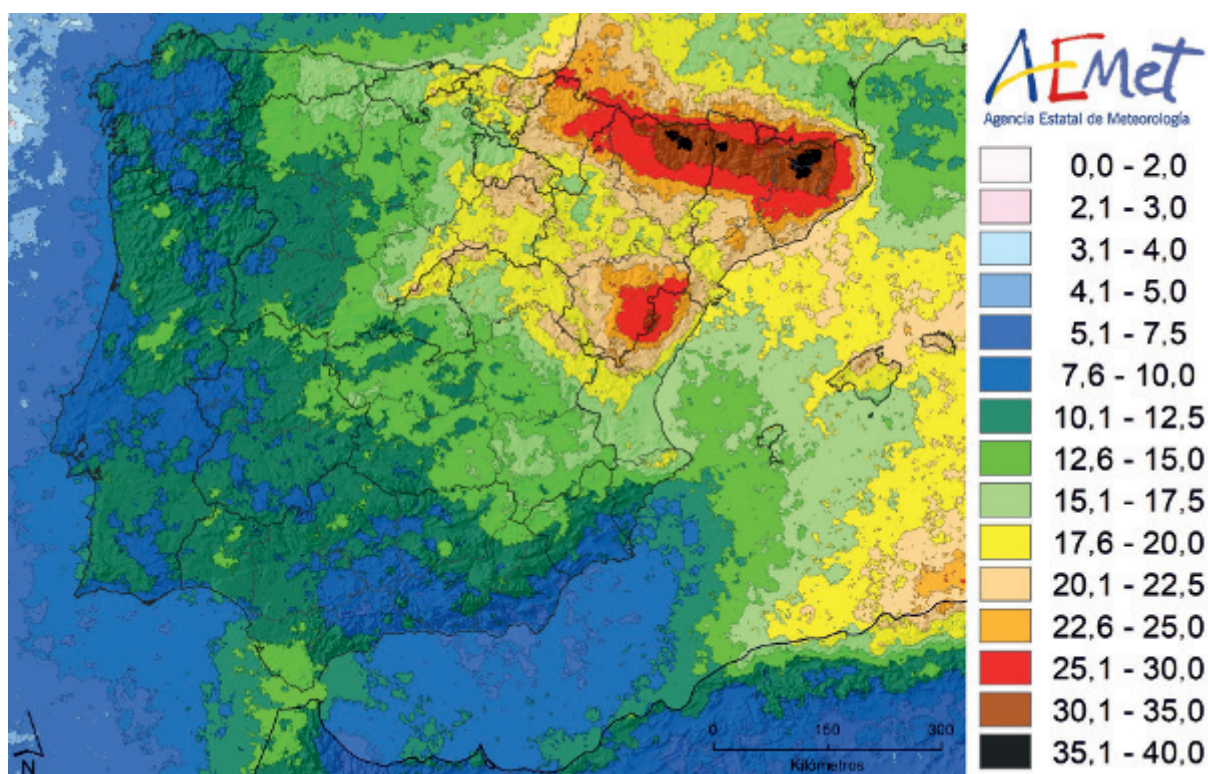 AEMet
Agencia Estatal de Meteorología
0,0 - 2,0
2,1 - 3,0
3,1 - 4,0
4,1 - 5,0
5,1 - 7,5
7,6 - 10,0
10,1 - 12,5
12,6 - 15,0
15,1 - 17,5
17,6 - 20,0
20,1 - 22,5
22,6 - 25,0
25,1 - 30,0
30,1 - 35,0
35,1 - 40,0
0 150 300
Kilómetros
N